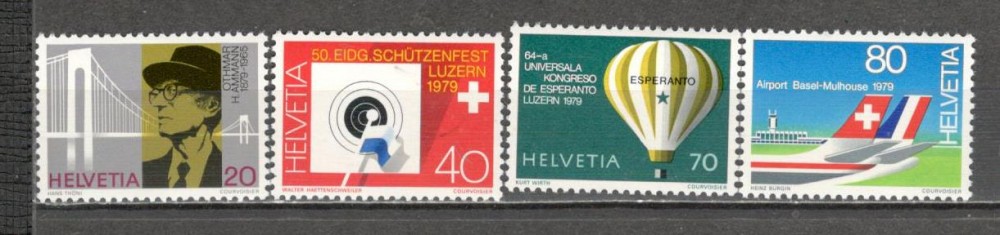 OTHMAR
H. AMMANN
1879-1965
HELVETIA 20
HANS THÖNI COURVOISIER
50. EIDG. SCHÜTZENFEST
LUZERN
1979
HELVETIA
40
WALTER HAETTENSCHWEILER COURVOISIER
64-a
UNIVERSALA
KONGRESO
DE ESPERANTO
LUZERN 1979
ESPERANTO
HELVETIA 70
KURT WIRTH COURVOISIER
80
Airport Basel-Mulhouse 1979
HELVETIA
HEINZ BÜRGIN COURVOISIER